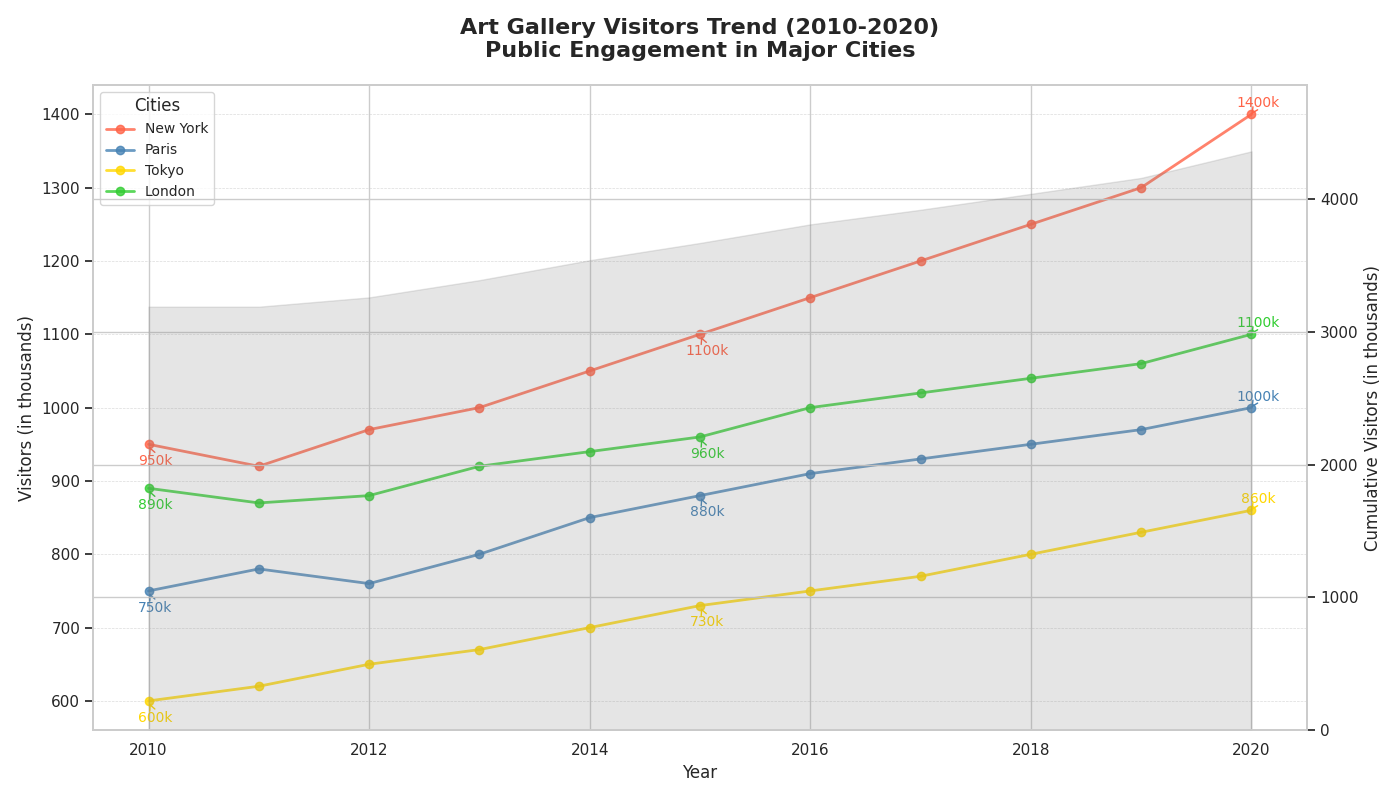 Art Gallery Visitors Trend (2010-2020)
Public Engagement in Major Cities
Cities
New York
Paris
Tokyo
London
1400
1300
1200
1100
1000
900
800
700
600
Visitors (in thousands)
4000
3000
2000
1000
0
Cumulative Visitors (in thousands)
950k
1100k
1400k
890k
960k
1100k
750k
880k
1000k
600k
730k
860k
2010
2012
2014
2016
2018
2020
Year